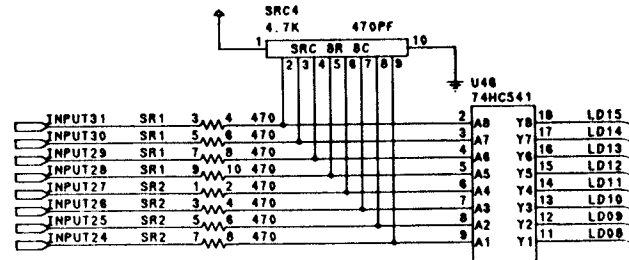 SRC4
4.7K 470PF
1 10
SRC 8R 8C
2 3 4 5 6 7 8 9
U46
74HC541
INPUT31 SR1 3 4 470 2 A8 Y8 18 LD15
INPUT30 SR1 5 6 470 3 A7 Y7 17 LD14
INPUT29 SR1 7 8 470 4 A6 Y6 16 LD13
INPUT28 SR1 9 10 470 5 A5 Y5 15 LD12
INPUT27 SR2 1 2 470 6 A4 Y4 14 LD11
INPUT26 SR2 3 4 470 7 A3 Y3 13 LD10
INPUT25 SR2 5 6 470 8 A2 Y2 12 LD09
INPUT24 SR2 7 8 470 9 A1 Y1 11 LD08